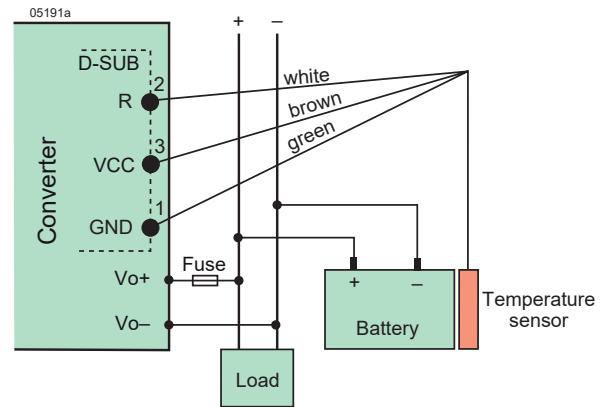 05191a
+ –
D-SUB
white
2
R
brown
3
VCC
green
1
GND
Converter
Fuse
Vo+
+ –
Temperature
sensor
Battery
Vo–
Load